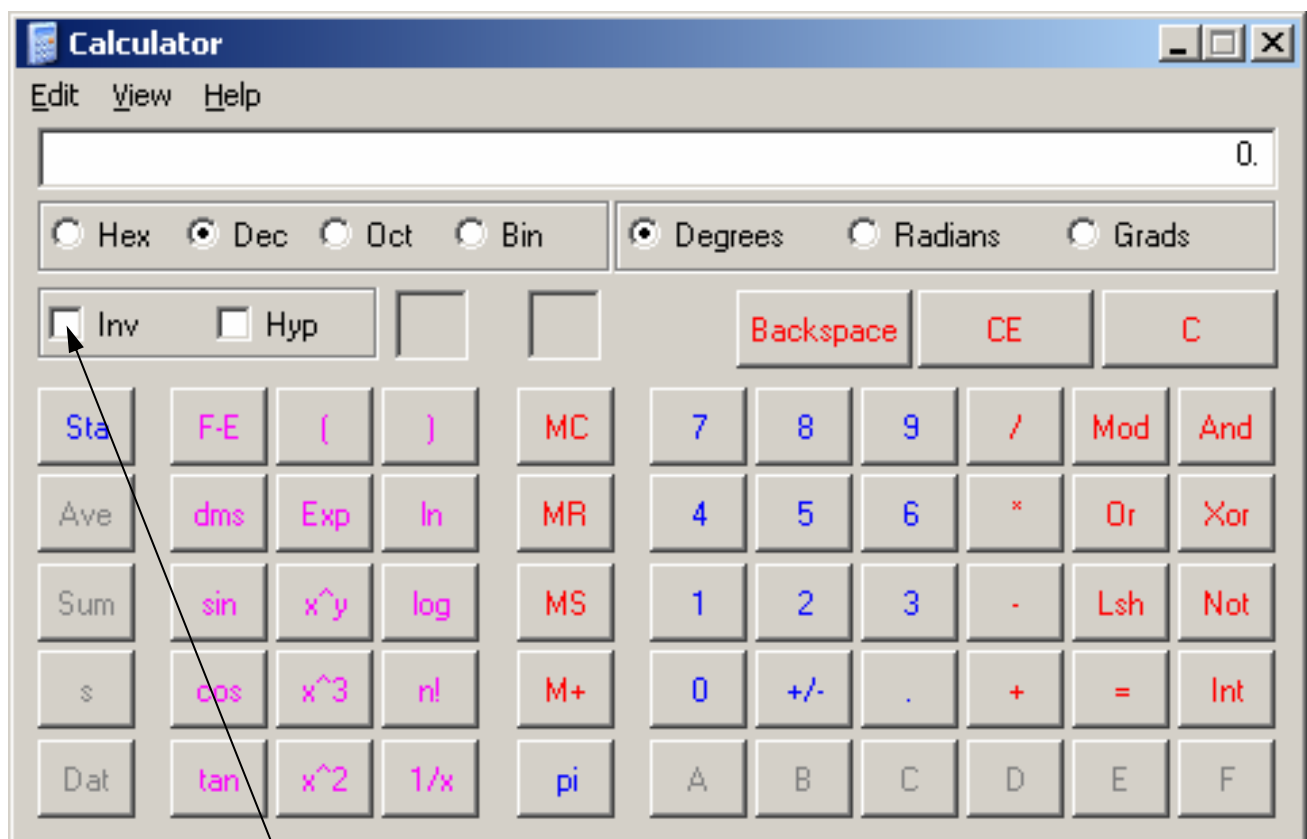 Calculator
Edit View Help
0.
Hex Dec Oct Bin Degrees Radians Grads
Inv Hyp Backspace CE C
Sta F-E ( ) MC 7 8 9 / Mod And
Ave dms Exp ln MR 4 5 6 * Or Xor
Sum sin x^y log MS 1 2 3 - Lsh Not
s cos x^3 n! M+ 0 +/- . + = Int
Dat tan x^2 1/x pi A B C D E F